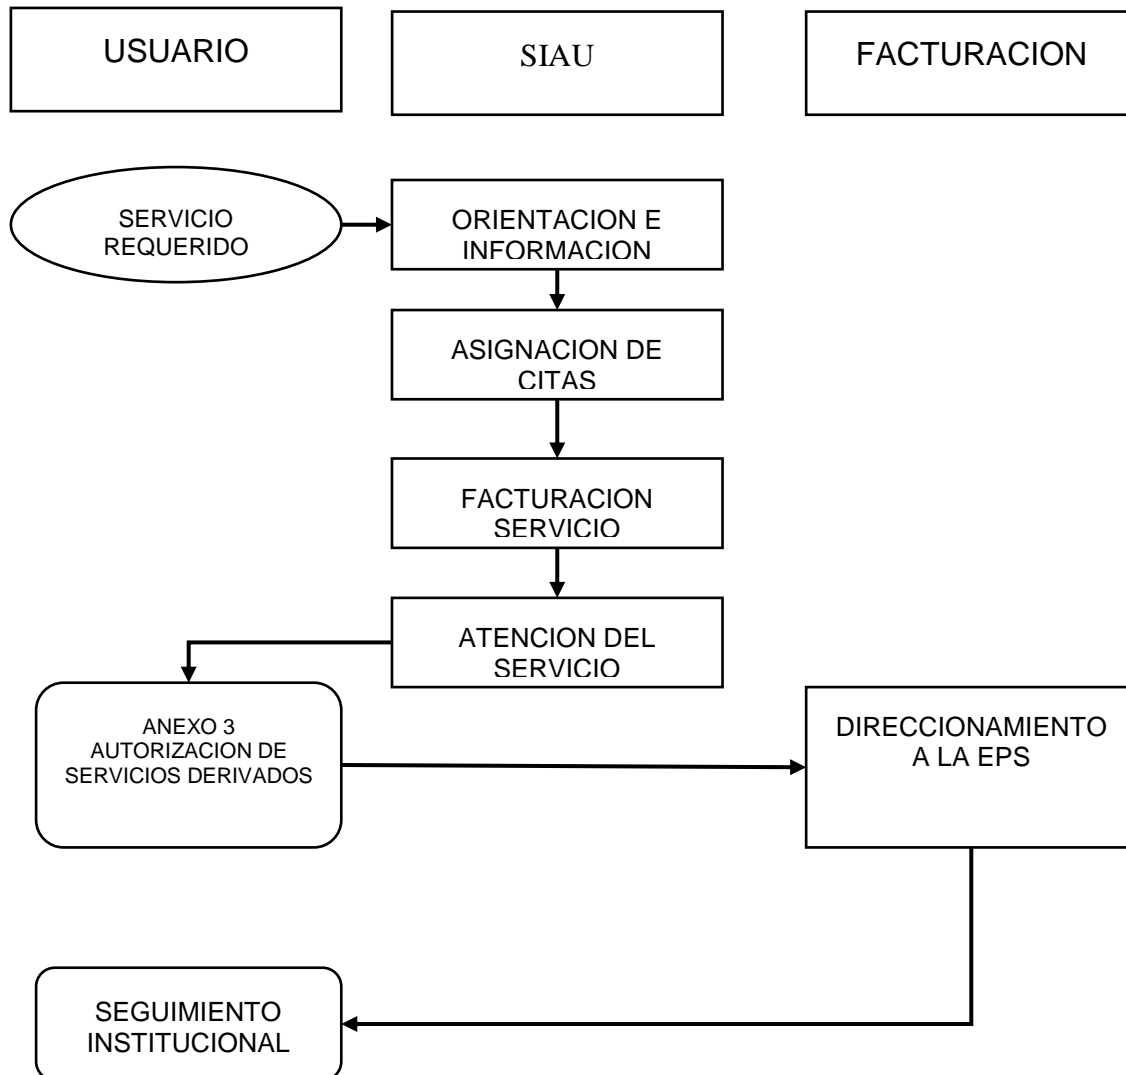 USUARIO
SIAU
FACTURACION
SERVICIO
REQUERIDO
ORIENTACION E
INFORMACION
ASIGNACION DE
CITAS
FACTURACION
SERVICIO
ATENCION DEL
SERVICIO
ANEXO 3
AUTORIZACION DE
SERVICIOS DERIVADOS
DIRECCIONAMIENTO
A LA EPS
SEGUIMIENTO
INSTITUCIONAL